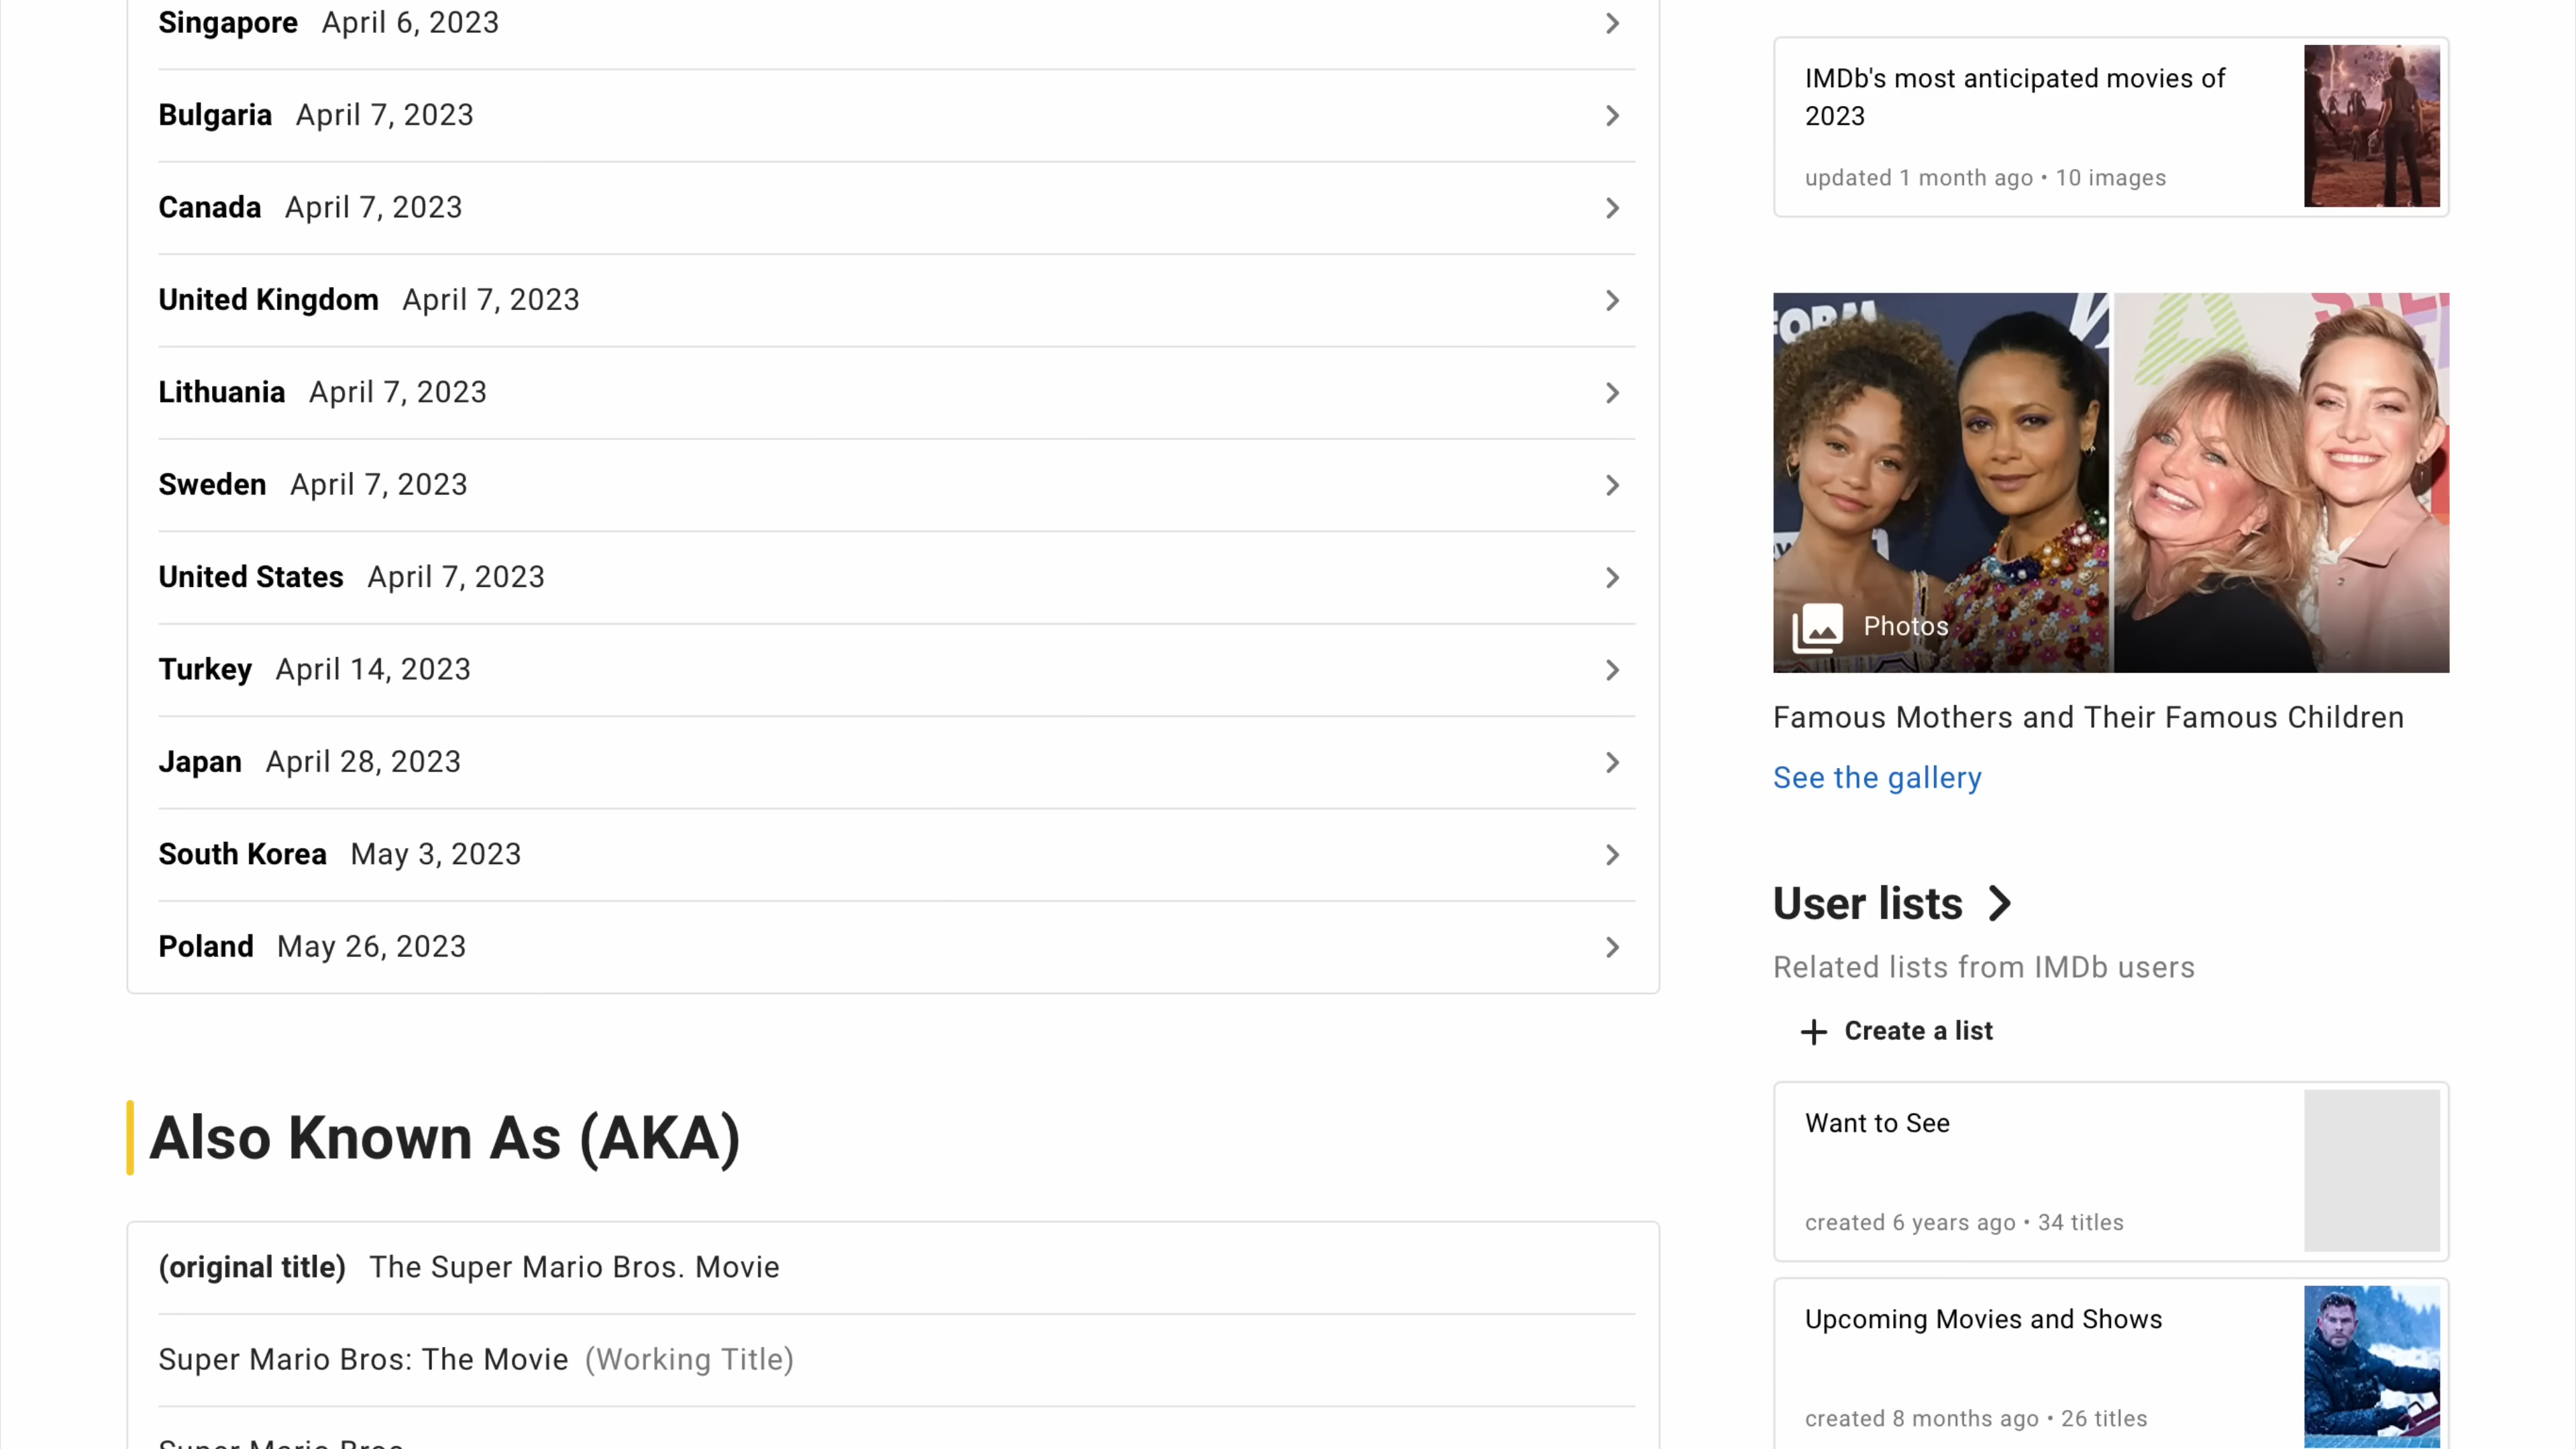 Singapore April 6, 2023
Bulgaria April 7, 2023
Canada April 7, 2023
United Kingdom April 7, 2023
Lithuania April 7, 2023
Sweden April 7, 2023
United States April 7, 2023
Turkey April 14, 2023
Japan April 28, 2023
South Korea May 3, 2023
Poland May 26, 2023
Also Known As (AKA)
(original title) The Super Mario Bros. Movie
Super Mario Bros: The Movie (Working Title)
IMDb's most anticipated movies of
2023
updated 1 month ago • 10 images
Photos
Famous Mothers and Their Famous Children
See the gallery
User lists
Related lists from IMDb users
Create a list
Want to See
created 6 years ago • 34 titles
Upcoming Movies and Shows
created 8 months ago • 26 titles